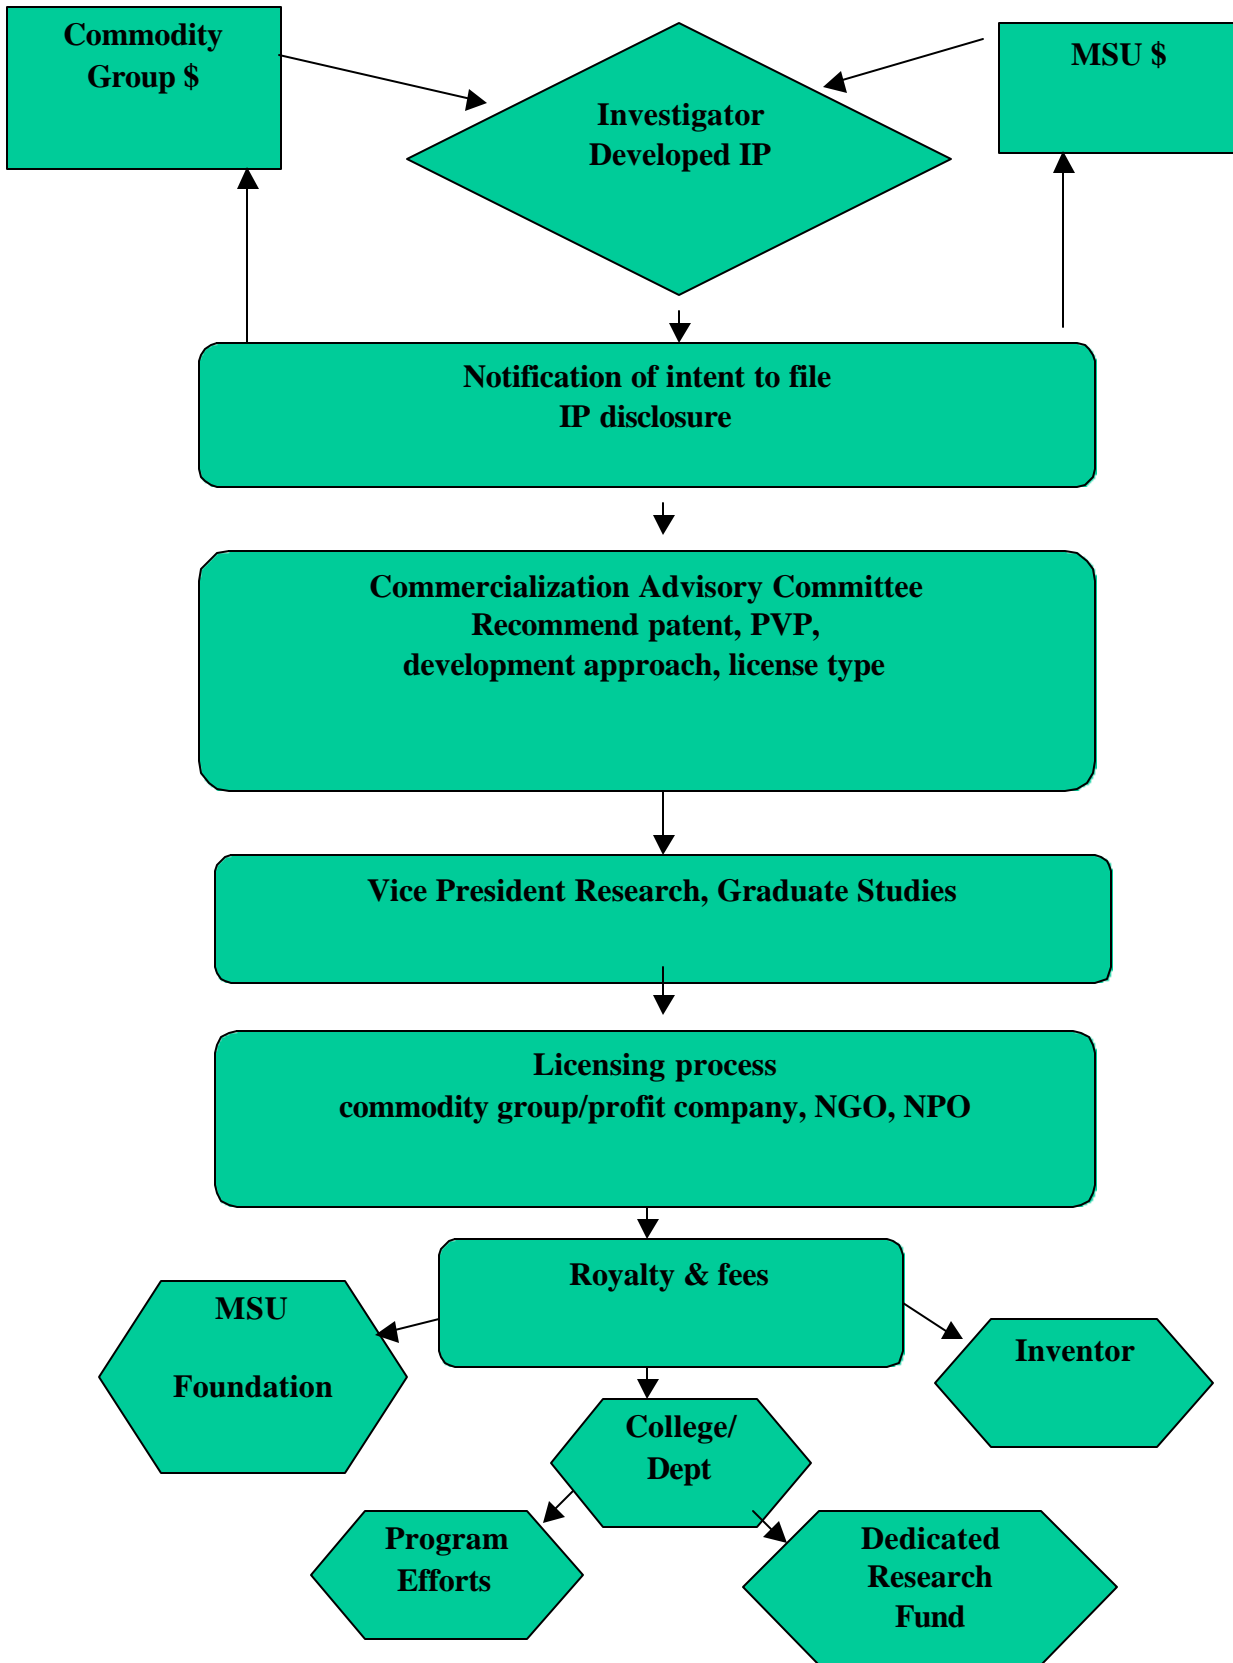 Commodity
Group $
MSU $
Investigator
Developed IP
Notification of intent to file
IP disclosure
Commercialization Advisory Committee
Recommend patent, PVP,
development approach, license type
Vice President Research, Graduate Studies
Licensing process
commodity group/profit company, NGO, NPO
Royalty & fees
MSU
Foundation
Inventor
College/
Dept
Program
Efforts
Dedicated
Research
Fund